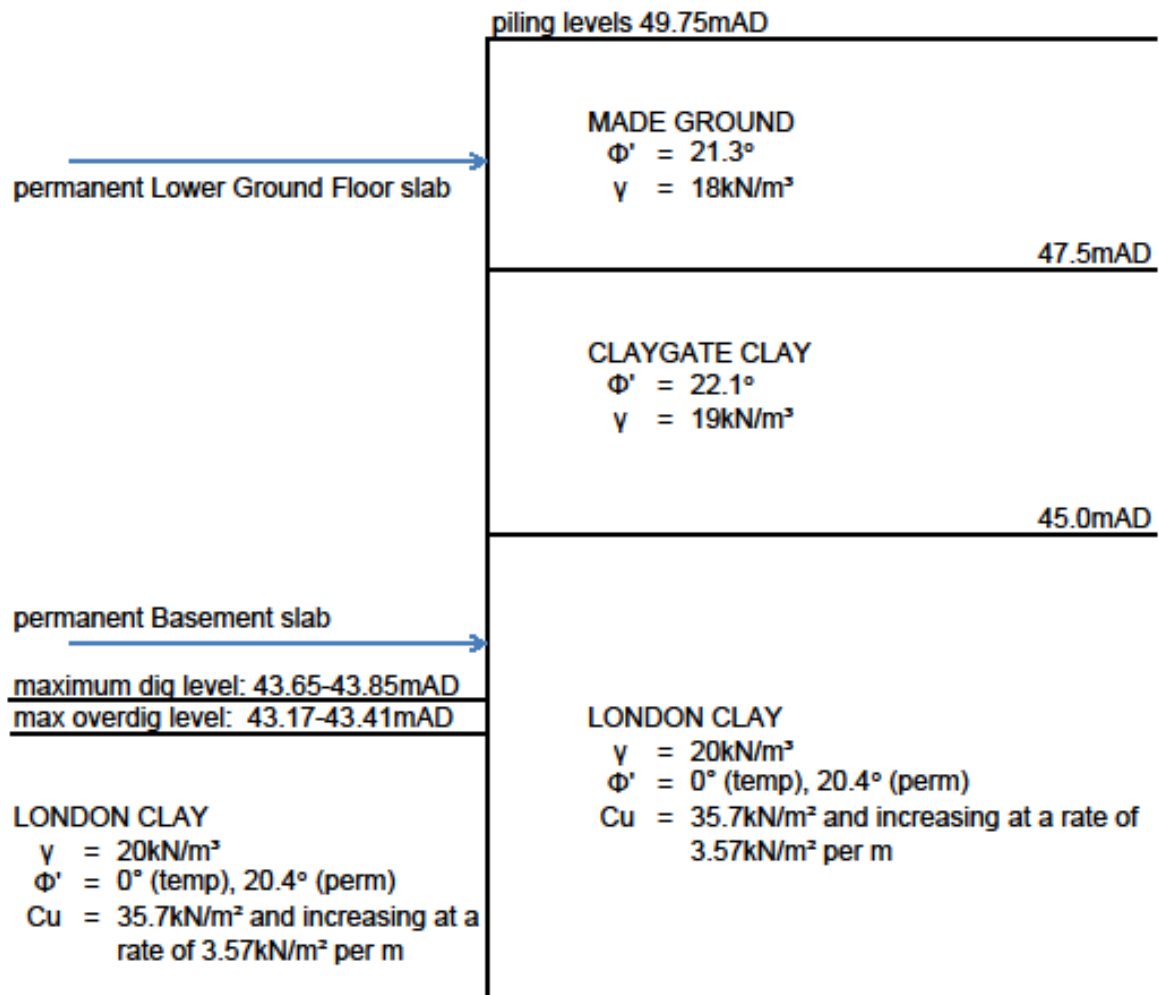 piling levels 49.75mAD
MADE GROUND
Φ' = 21.3°
γ = 18kN/m³
permanent Lower Ground Floor slab
47.5mAD
CLAYGATE CLAY
Φ' = 22.1°
γ = 19kN/m³
45.0mAD
permanent Basement slab
maximum dig level: 43.65-43.85mAD
max overdig level: 43.17-43.41mAD
LONDON CLAY
γ = 20kN/m³
Φ' = 0° (temp), 20.4° (perm)
Cu = 35.7kN/m² and increasing at a rate of
3.57kN/m² per m
LONDON CLAY
γ = 20kN/m³
Φ' = 0° (temp), 20.4° (perm)
Cu = 35.7kN/m² and increasing at a
rate of 3.57kN/m² per m